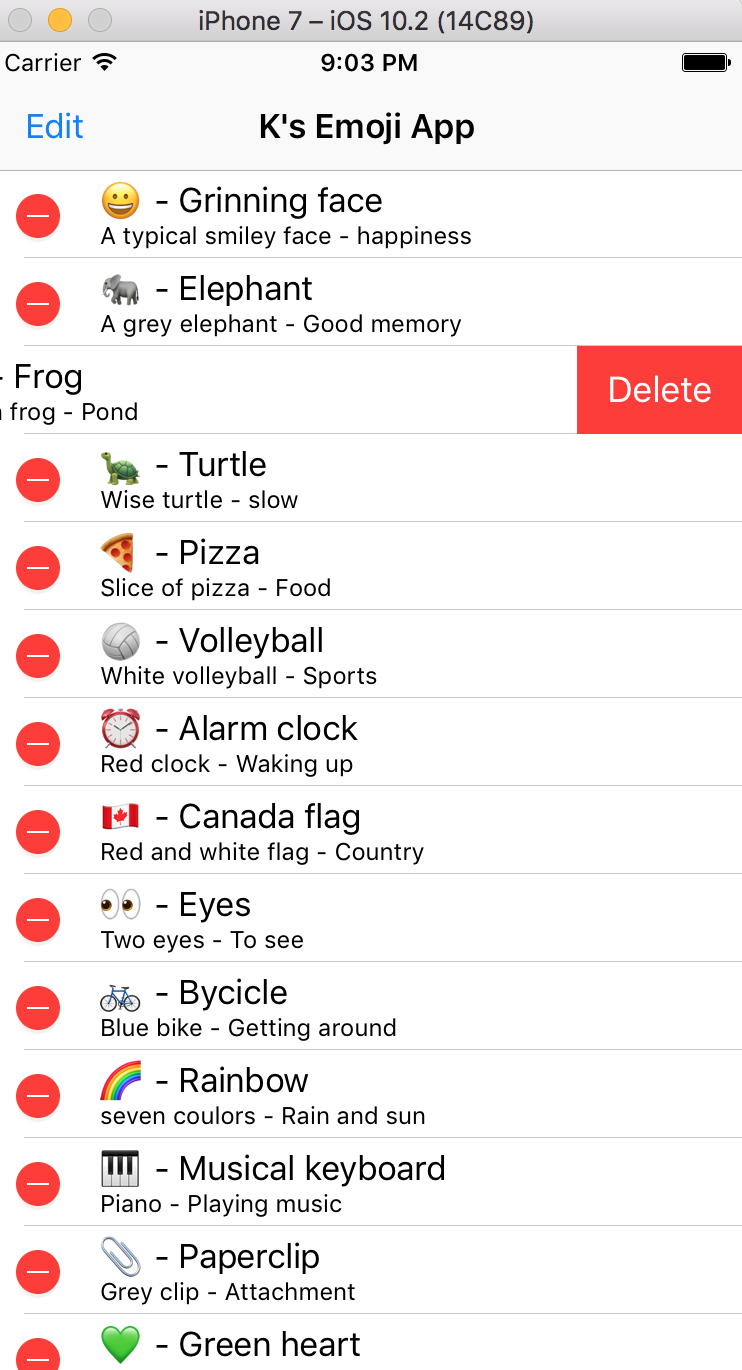 iPhone 7 – iOS 10.2 (14C89)
Carrier 9:03 PM
Edit K's Emoji App
😀 - Grinning face
A typical smiley face - happiness
🐘 - Elephant
A grey elephant - Good memory
- Frog
frog - Pond
Delete
🐢 - Turtle
Wise turtle - slow
🍕 - Pizza
Slice of pizza - Food
🏐 - Volleyball
White volleyball - Sports
⏰ - Alarm clock
Red clock - Waking up
🇨🇦 - Canada flag
Red and white flag - Country
👀 - Eyes
Two eyes - To see
🚲 - Bycicle
Blue bike - Getting around
🌈 - Rainbow
seven coulors - Rain and sun
🎹 - Musical keyboard
Piano - Playing music
📎 - Paperclip
Grey clip - Attachment
💚 - Green heart